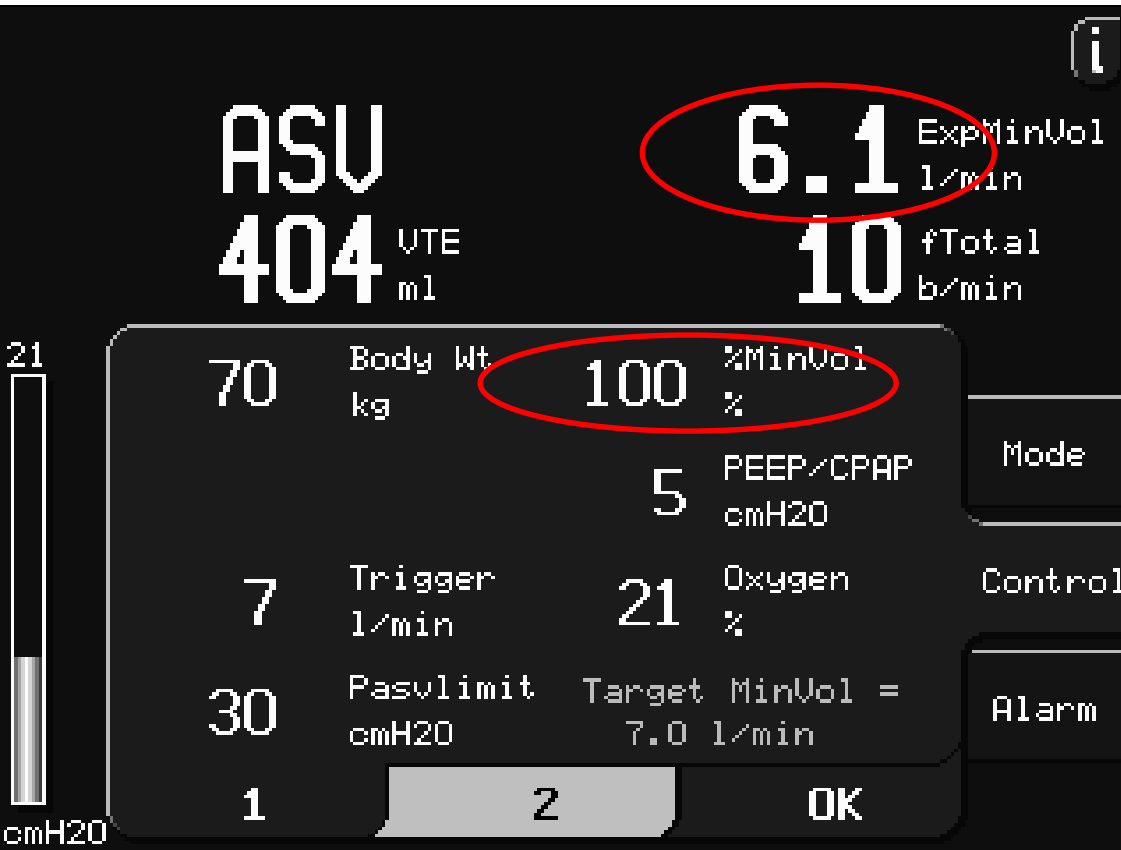 i
ASV
6.1 ExpMinVol
l/min
404 VTE
ml
10 fTotal
b/min
21
70 Body Wt
kg
100 %MinVol
%
Mode
5 PEEP/CPAP
cmH2O
7 Trigger
l/min
21 Oxygen
%
Control
30 Pasvlimit
cmH2O
Target MinVol =
7.0 l/min
Alarm
1 2 OK
cmH2O